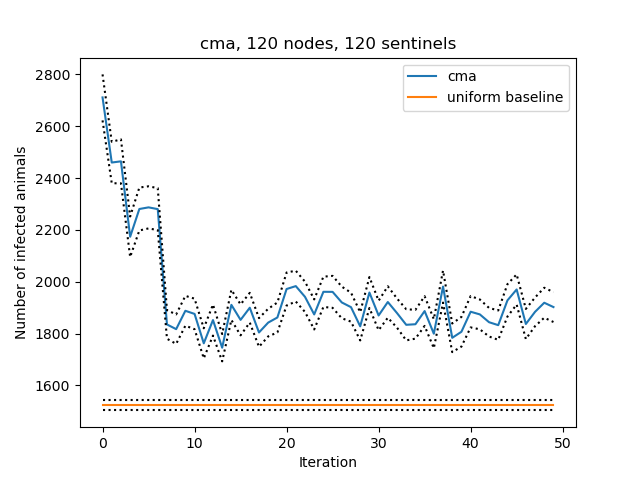 cma, 120 nodes, 120 sentinels
cma
uniform baseline
Number of infected animals
2800
2600
2400
2200
2000
1800
1600
0 10 20 30 40 50
Iteration